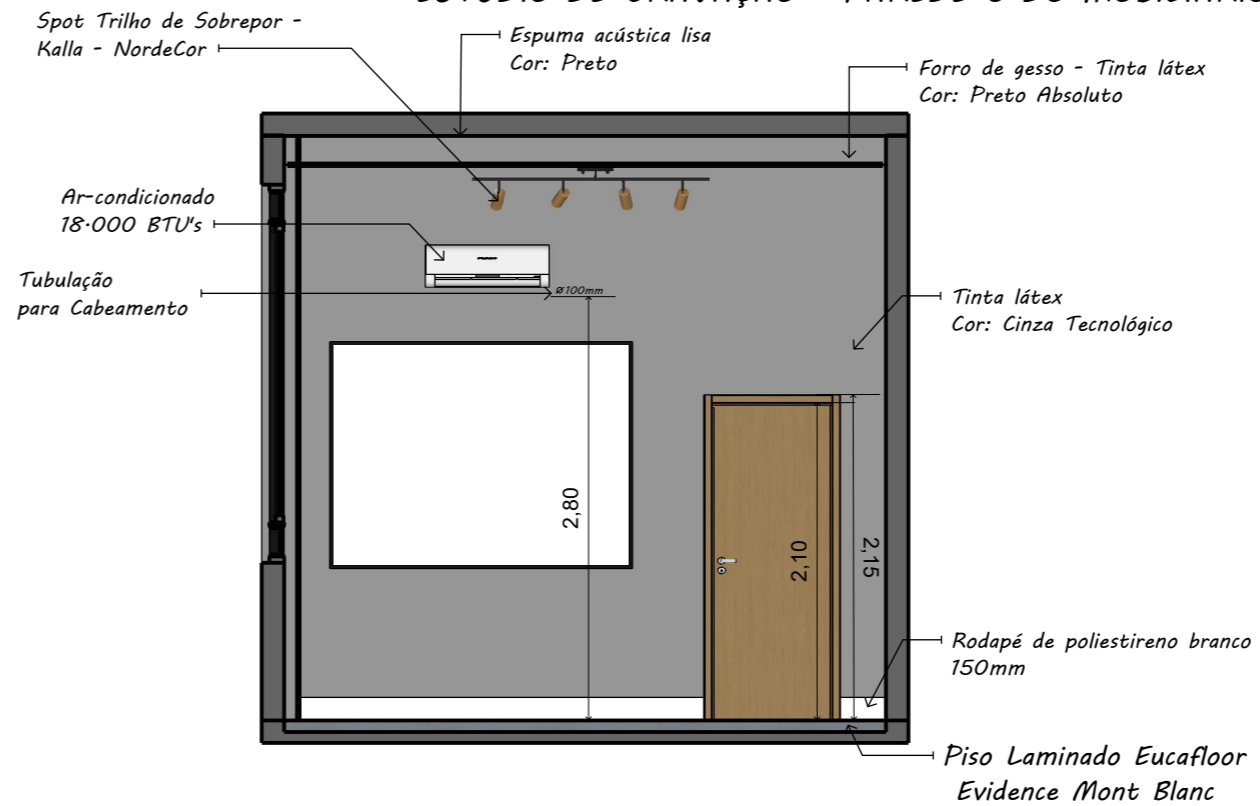 Spot Trilho de Sobrepor -
Kalla - NordeCor
Espuma acústica lisa
Cor: Preto
Forro de gesso - Tinta látex
Cor: Preto Absoluto
Ar-condicionado
18.000 BTU's
Tubulação
para Cabeamento
Ø100mm
Tinta látex
Cor: Cinza Tecnológico
2,80
2,10
2,15
Rodapé de poliestireno branco
150mm
Piso Laminado Eucafloor
Evidence Mont Blanc